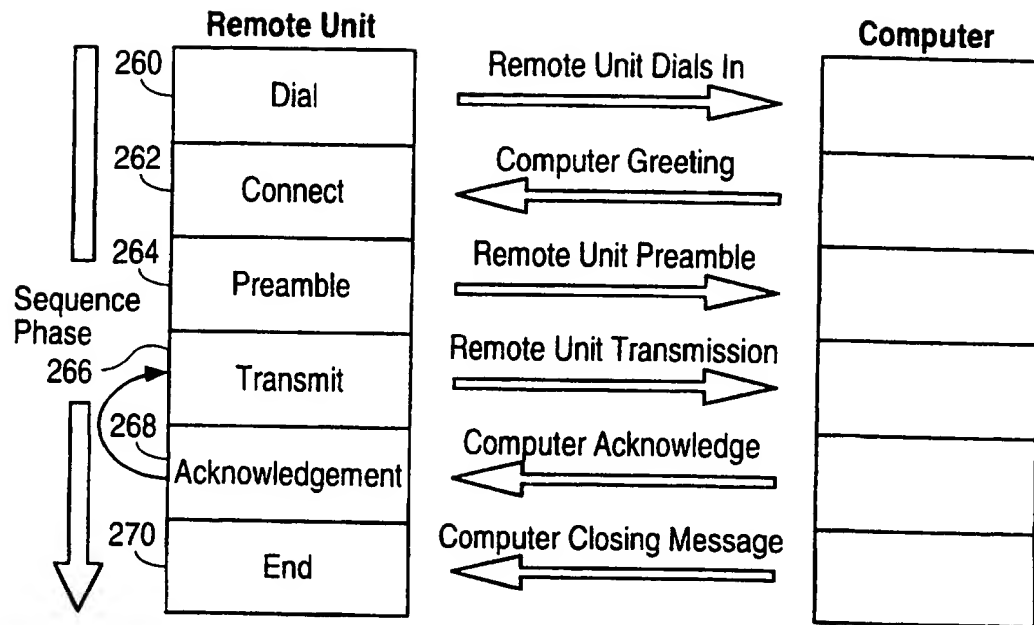 Remote Unit
Computer
260
Dial
Remote Unit Dials In
262
Connect
Computer Greeting
264
Preamble
Remote Unit Preamble
Sequence
Phase
266
Transmit
Remote Unit Transmission
268
Acknowledgement
Computer Acknowledge
270
End
Computer Closing Message